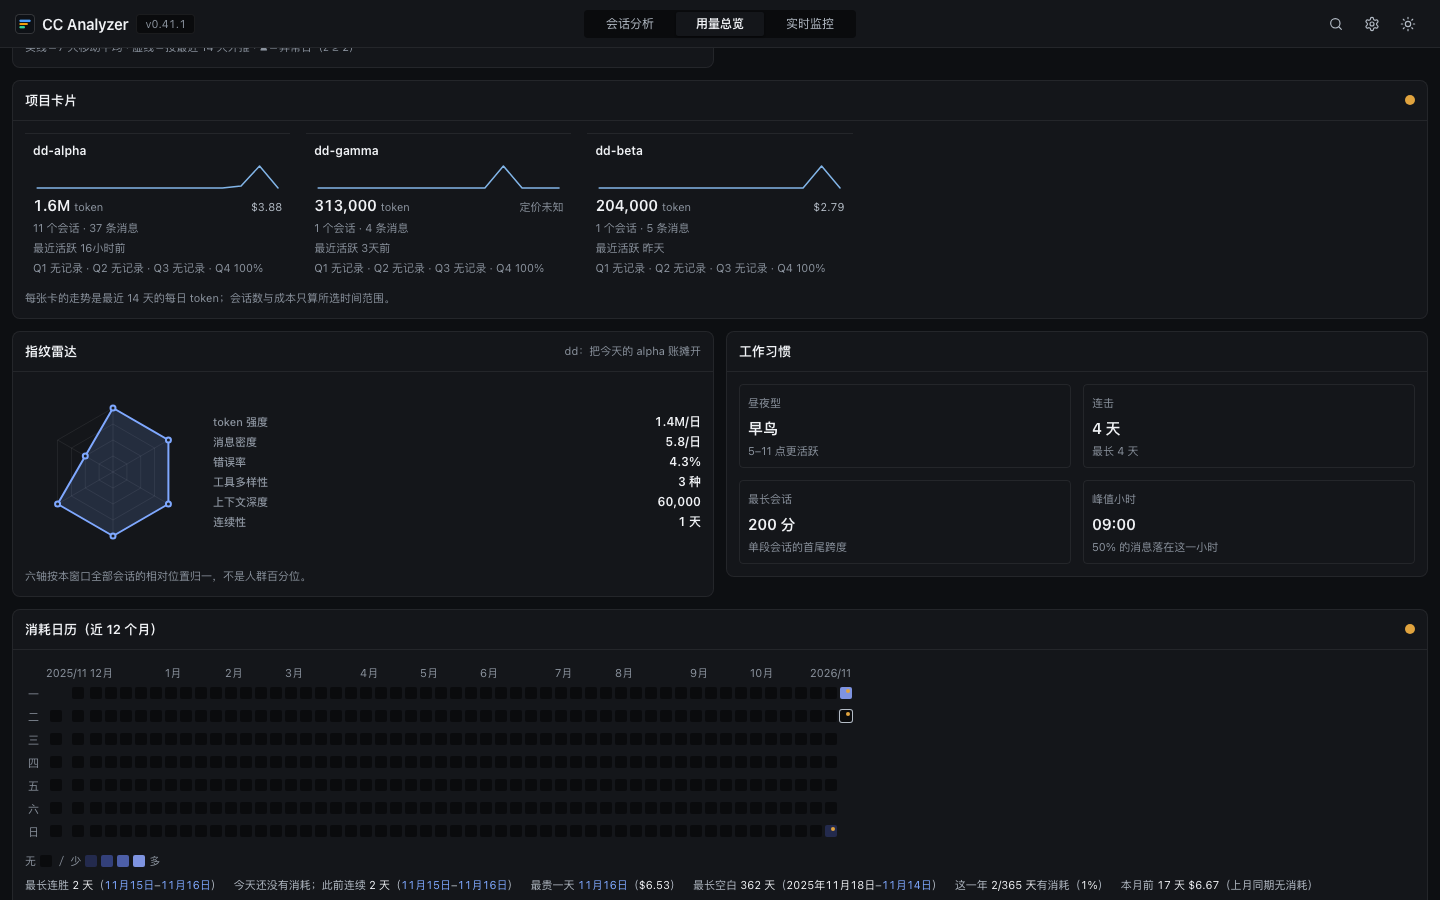 CC Analyzer v0.41.1 会话分析 用量总览 实时监控
项目卡片
dd-alpha
1.6M token $3.88
11 个会话 · 37 条消息
最近活跃 16小时前
Q1 无记录 · Q2 无记录 · Q3 无记录 · Q4 100%
dd-gamma
313,000 token 定价未知
1 个会话 · 4 条消息
最近活跃 3天前
Q1 无记录 · Q2 无记录 · Q3 无记录 · Q4 100%
dd-beta
204,000 token $2.79
1 个会话 · 5 条消息
最近活跃 昨天
Q1 无记录 · Q2 无记录 · Q3 无记录 · Q4 100%
每张卡的走势是最近 14 天的每日 token；会话数与成本只算所选时间范围。
指纹雷达 dd：把今天的 alpha 账摊开
token 强度 1.4M/日
消息密度 5.8/日
错误率 4.3%
工具多样性 3 种
上下文深度 60,000
连续性 1 天
六轴按本窗口全部会话的相对位置归一，不是人群百分位。
工作习惯
昼夜型
早鸟
5–11 点更活跃
连击
4 天
最长 4 天
最长会话
200 分
单段会话的首尾跨度
峰值小时
09:00
50% 的消息落在这一小时
消耗日历（近 12 个月）
2025/11 12月 1月 2月 3月 4月 5月 6月 7月 8月 9月 10月 2026/11
一
二
三
四
五
六
日
无 / 少 多
最长连胜 2 天（11月15日–11月16日） 今天还没有消耗；此前连续 2 天（11月15日–11月16日） 最贵一天 11月16日（$6.53） 最长空白 362 天（2025年11月18日–11月14日） 这一年 2/365 天有消耗（1%） 本月前 17 天 $6.67（上月同期无消耗）